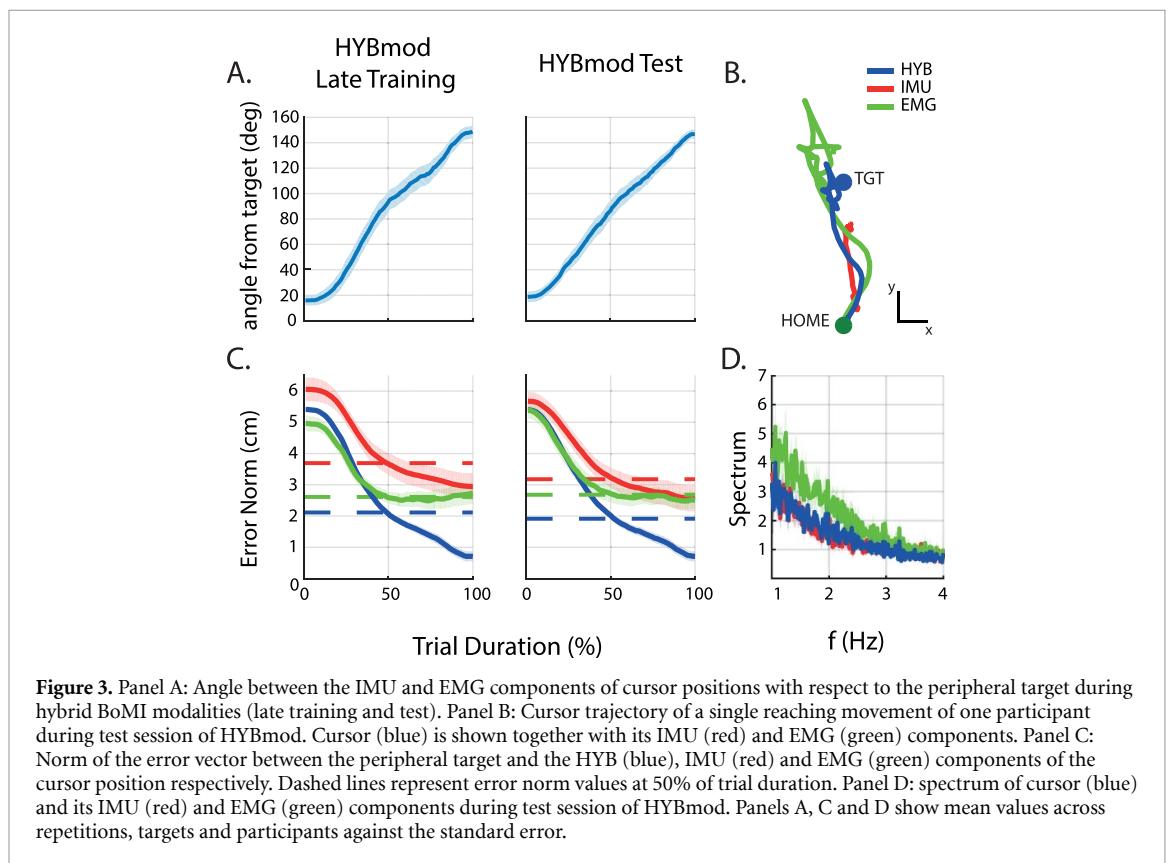 HYBmod
Late Training
HYBmod Test
A.
B.
HYB
IMU
EMG
angle from target (deg)
160
140
120
100
80
60
40
20
0
TGT
HOME
y
x
C.
D.
Error Norm (cm)
6
5
4
3
2
1
0
0 50 100
0 50 100
Trial Duration (%)
Spectrum
7
6
5
4
3
2
1
1 2 3 4
f (Hz)
Figure 3. Panel A: Angle between the IMU and EMG components of cursor positions with respect to the peripheral target during
hybrid BoMI modalities (late training and test). Panel B: Cursor trajectory of a single reaching movement of one participant
during test session of HYBmod. Cursor (blue) is shown together with its IMU (red) and EMG (green) components. Panel C:
Norm of the error vector between the peripheral target and the HYB (blue), IMU (red) and EMG (green) components of the
cursor position respectively. Dashed lines represent error norm values at 50% of trial duration. Panel D: spectrum of cursor (blue)
and its IMU (red) and EMG (green) components during test session of HYBmod. Panels A, C and D show mean values across
repetitions, targets and participants against the standard error.